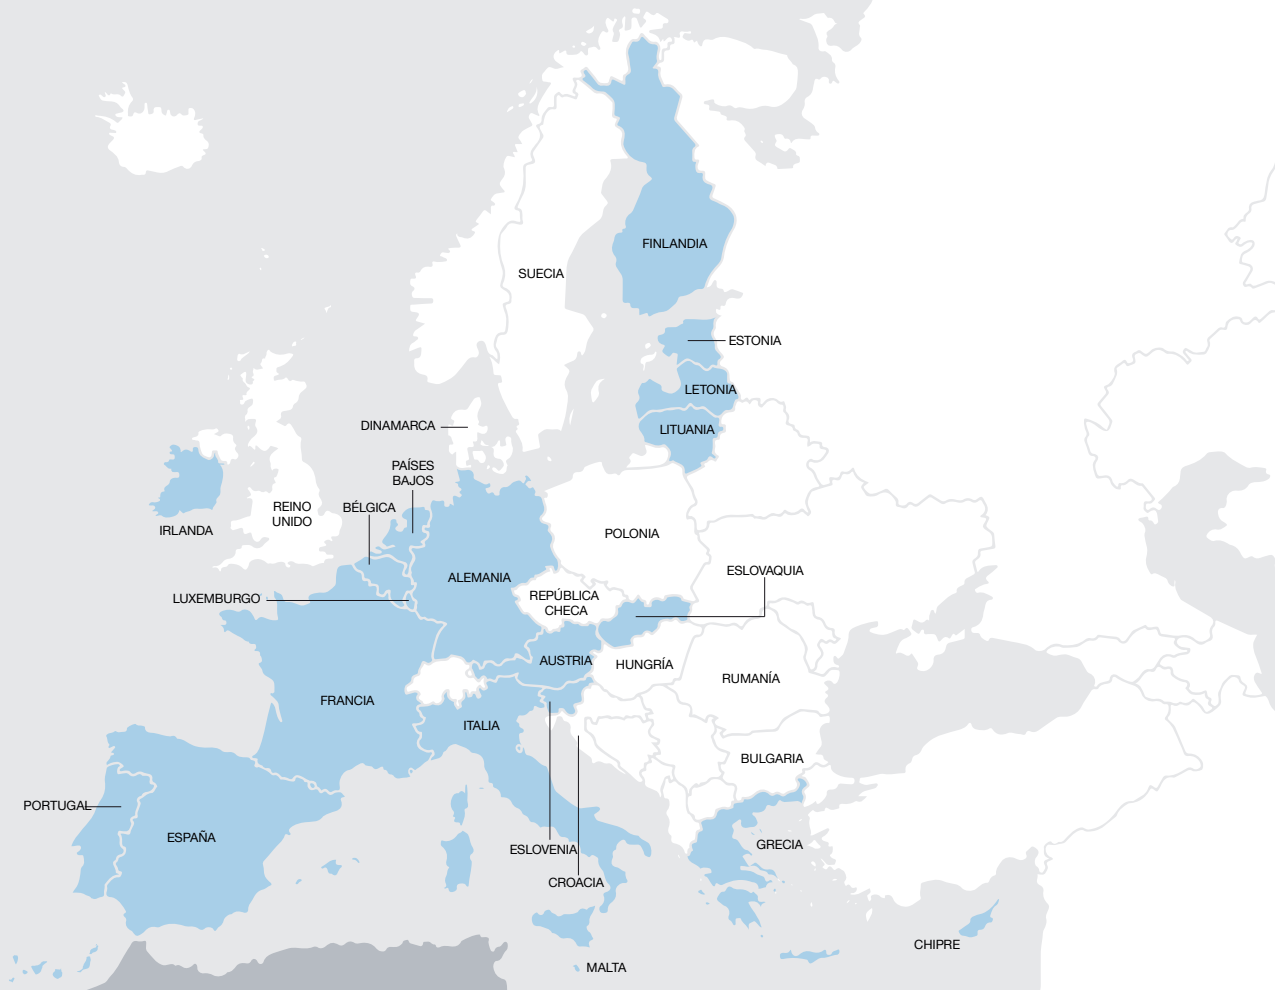 FINLANDIA
SUECIA
ESTONIA
LETONIA
DINAMARCA
LITUANIA
PAÍSES
BAJOS
BÉLGICA
REINO
UNIDO
IRLANDA
POLONIA
ESLOVAQUIA
ALEMANIA
LUXEMBURGO
REPÚBLICA
CHECA
AUSTRIA
HUNGRÍA
RUMANÍA
FRANCIA
ITALIA
BULGARIA
PORTUGAL
ESPAÑA
GRECIA
ESLOVENIA
CROACIA
CHIPRE
MALTA